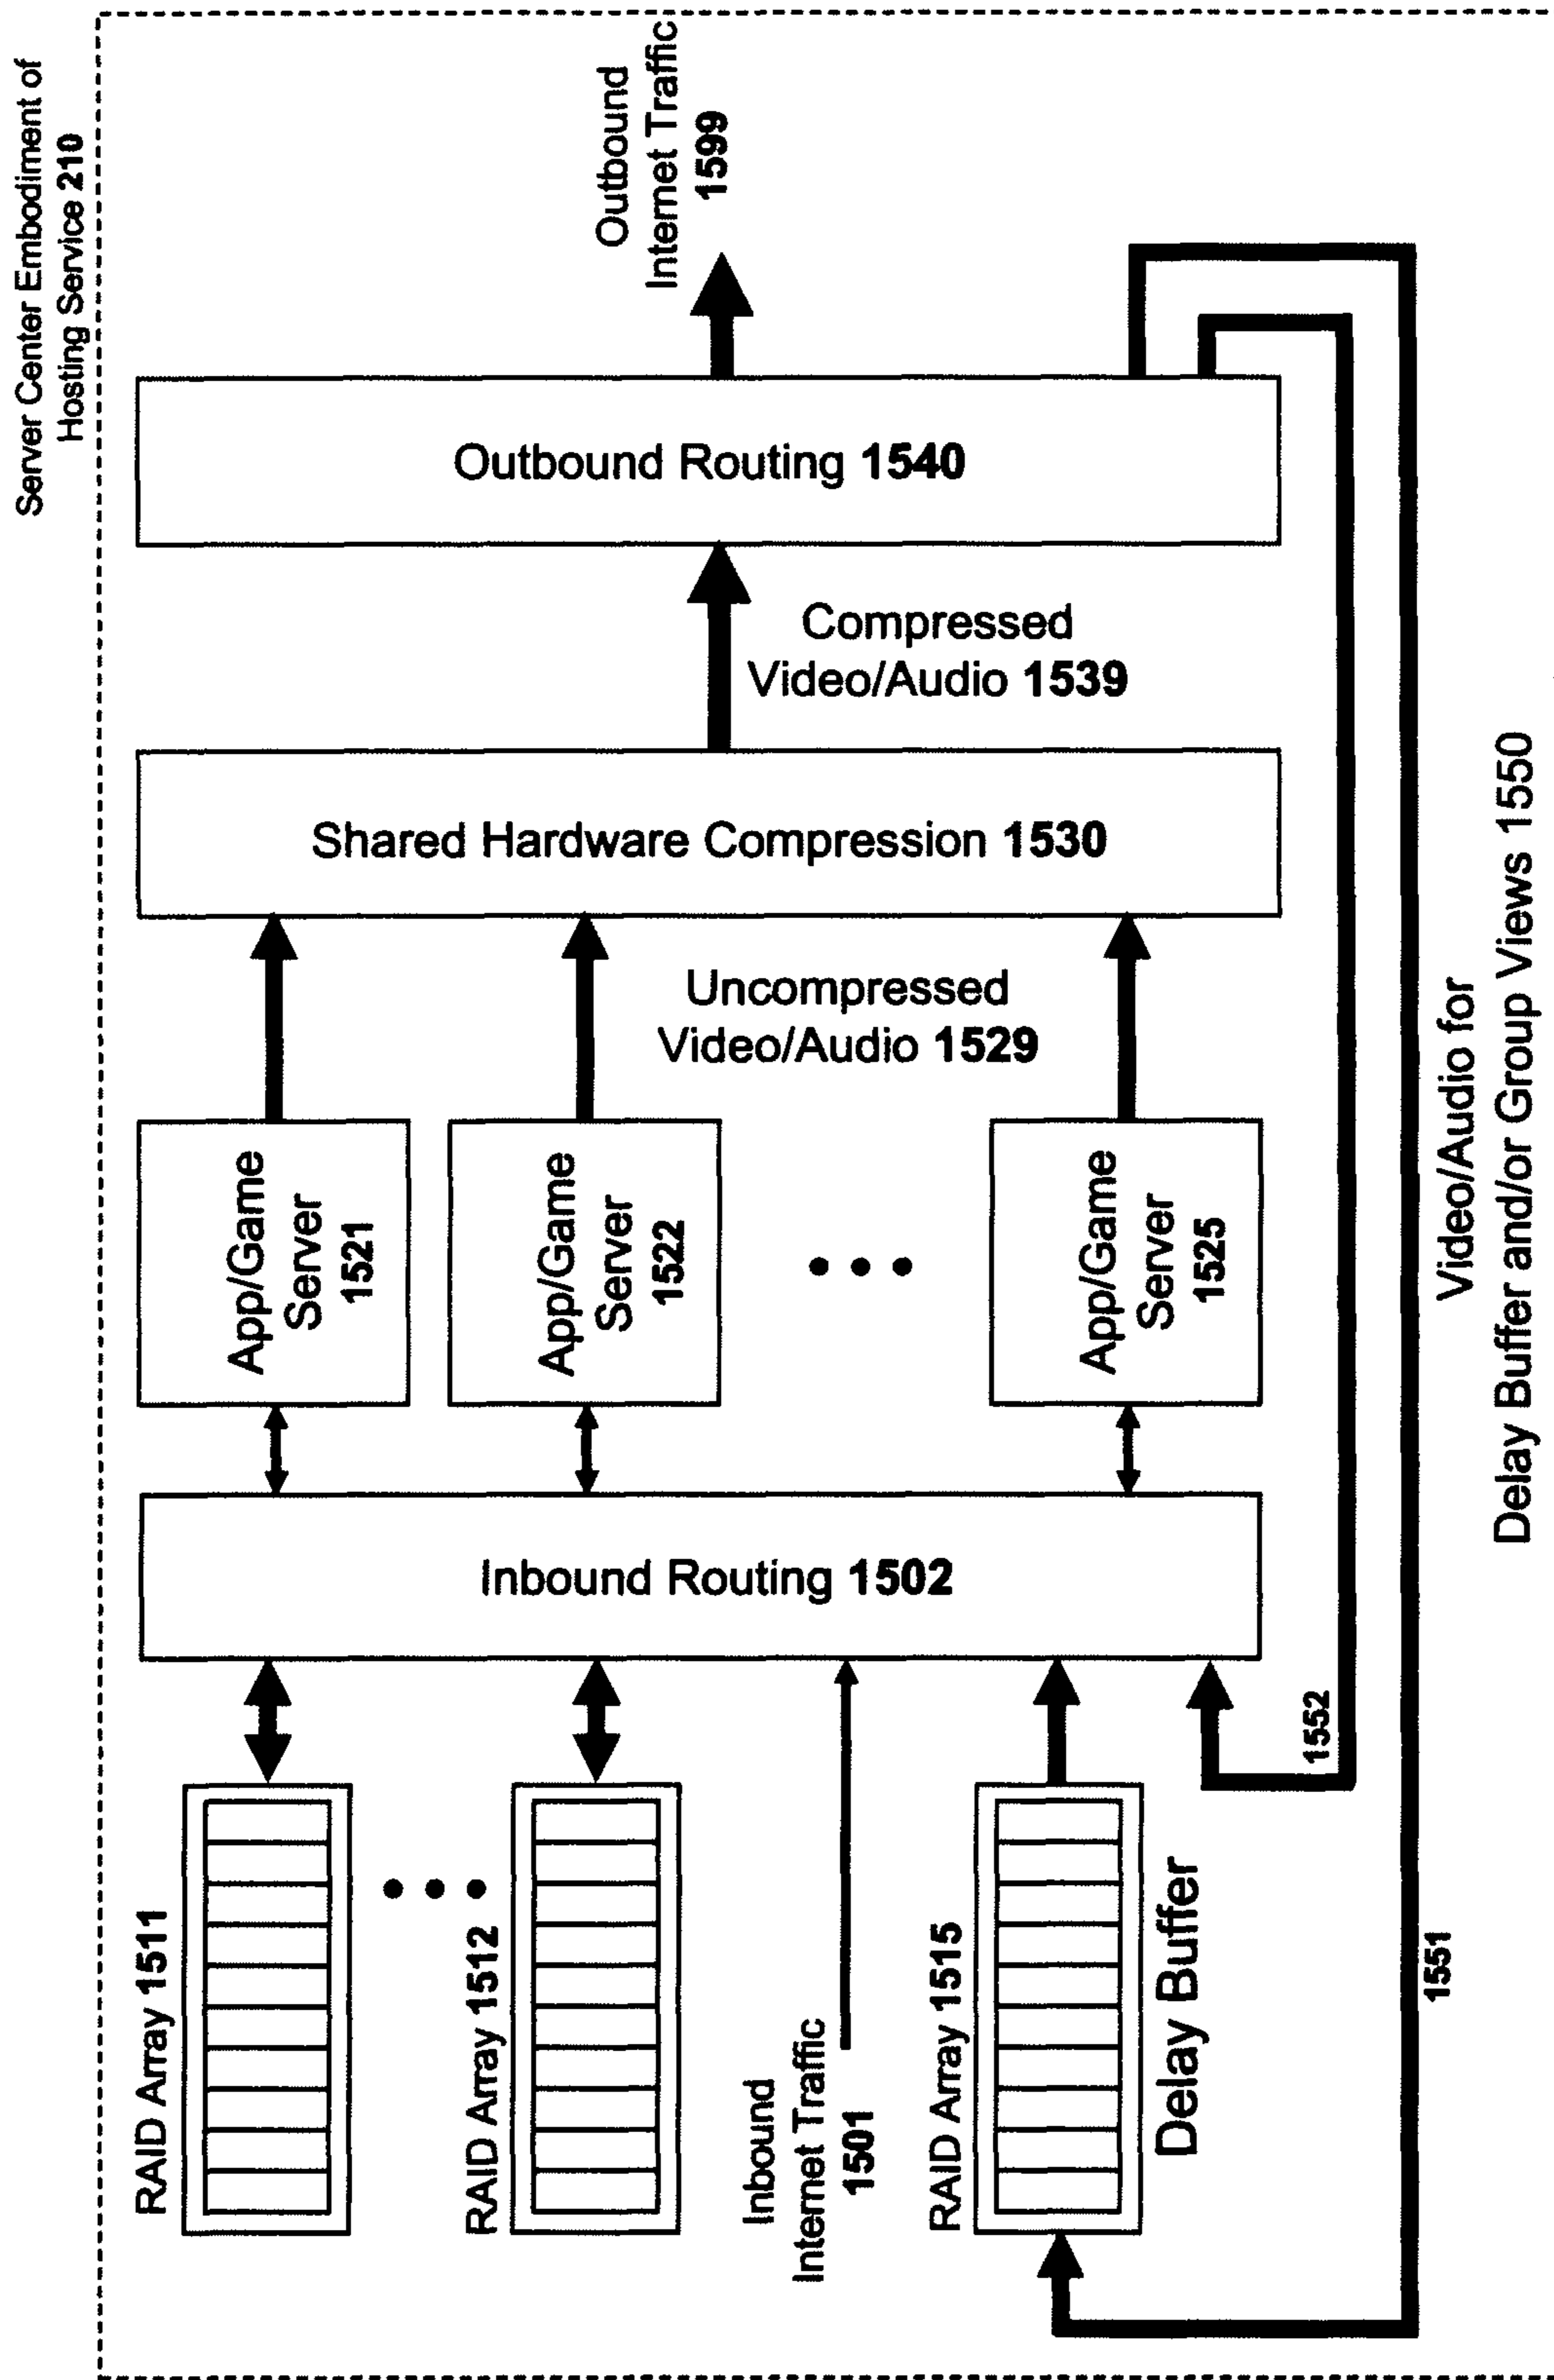 Server Center Embodiment of
Hosting Service 210
RAID Array 1511
RAID Array 1512
Inbound
Internet Traffic
1501
RAID Array 1515
Delay Buffer
Inbound Routing 1502
App/Game
Server
1521
App/Game
Server
1522
App/Game
Server
1525
Uncompressed
Video/Audio 1529
Shared Hardware Compression 1530
Compressed
Video/Audio 1539
Outbound Routing 1540
Outbound
Internet Traffic
1599
1552
1551
Video/Audio for
Delay Buffer and/or Group Views 1550